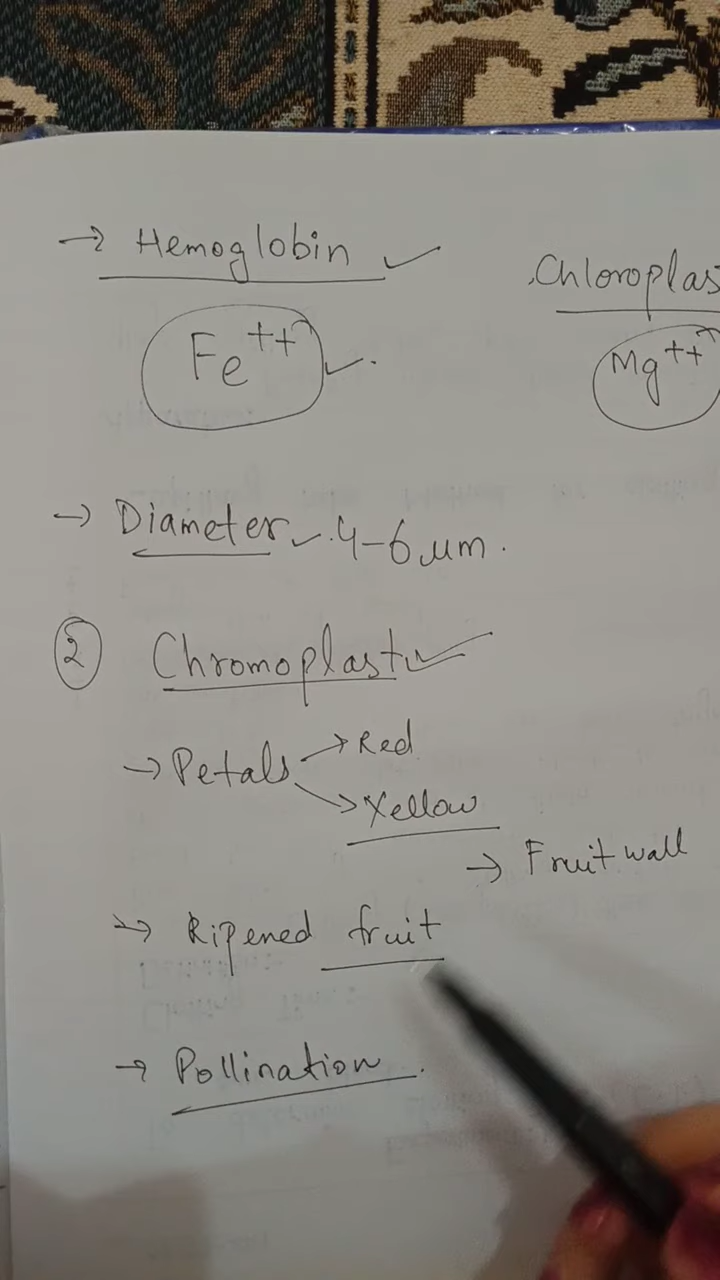 → Hemoglobin ✓
.Chloroplas
Fe++
Mg++
→ Diameter ✓ .4-6 μm.
② Chromoplast ✓
→ Petals → Red
→ Yellow
→ Fruit wall
→ Ripened fruit
→ Pollination.